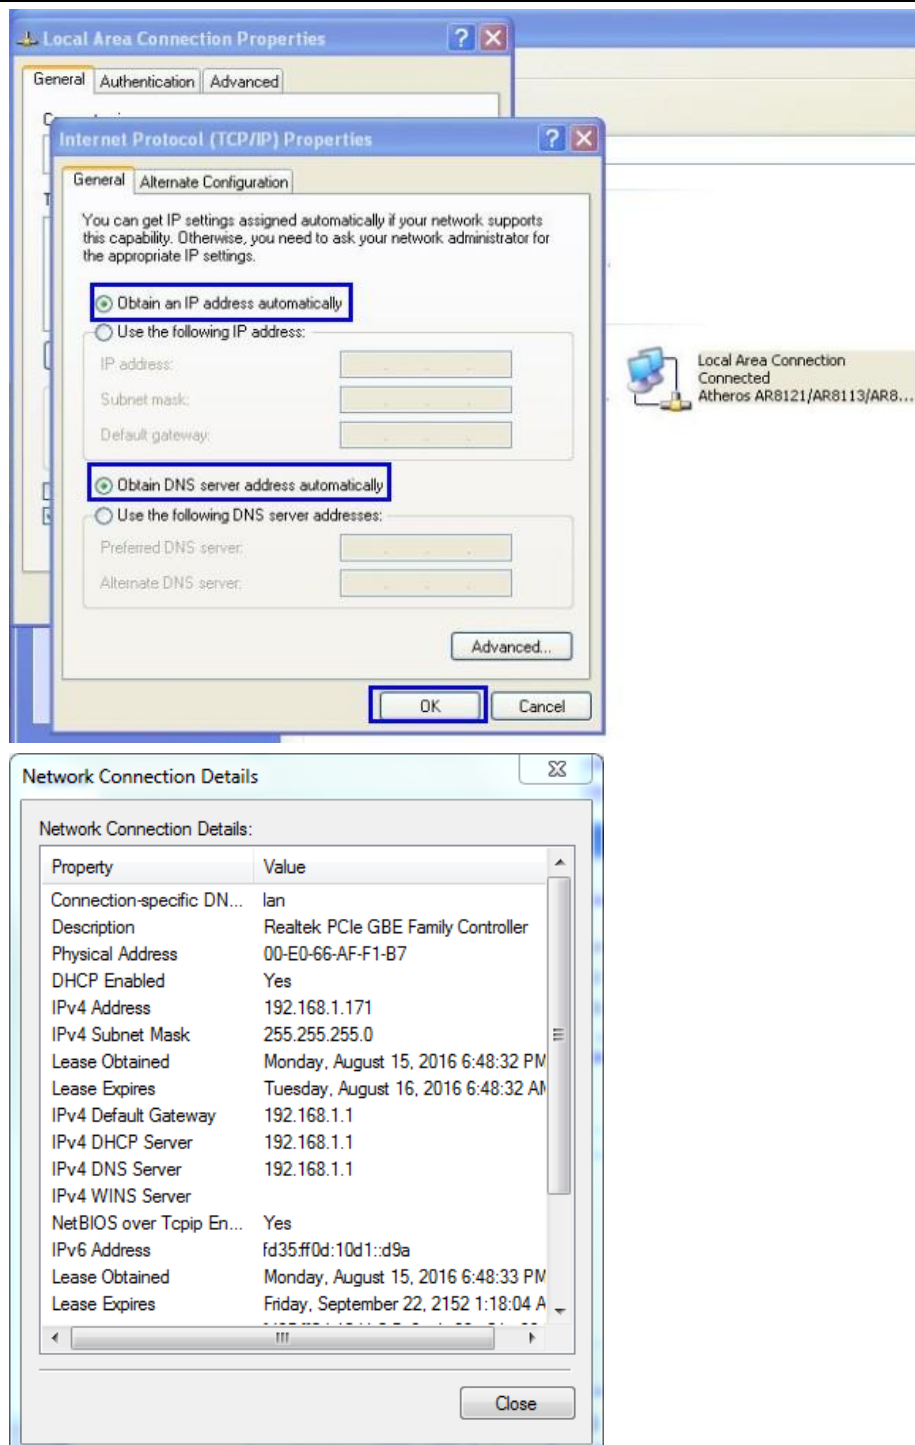 Local Area Connection Properties
General Authentication Advanced
Internet Protocol (TCP/IP) Properties
General Alternate Configuration
You can get IP settings assigned automatically if your network supports
this capability. Otherwise, you need to ask your network administrator for
the appropriate IP settings.
Obtain an IP address automatically
Use the following IP address:
IP address:
Subnet mask:
Default gateway:
Obtain DNS server address automatically
Use the following DNS server addresses:
Preferred DNS server:
Alternate DNS server:
Advanced...
OK Cancel
Local Area Connection
Connected
Atheros AR8121/AR8113/AR8...
Network Connection Details
Network Connection Details:
Property Value
Connection-specific DN... lan
Description Realtek PCIe GBE Family Controller
Physical Address 00-E0-66-AF-F1-B7
DHCP Enabled Yes
IPv4 Address 192.168.1.171
IPv4 Subnet Mask 255.255.255.0
Lease Obtained Monday, August 15, 2016 6:48:32 PM
Lease Expires Tuesday, August 16, 2016 6:48:32 AM
IPv4 Default Gateway 192.168.1.1
IPv4 DHCP Server 192.168.1.1
IPv4 DNS Server 192.168.1.1
IPv4 WINS Server
NetBIOS over Tcpip En... Yes
IPv6 Address fd35:ff0d:10d1::d9a
Lease Obtained Monday, August 15, 2016 6:48:33 PM
Lease Expires Friday, September 22, 2152 1:18:04 A
Close